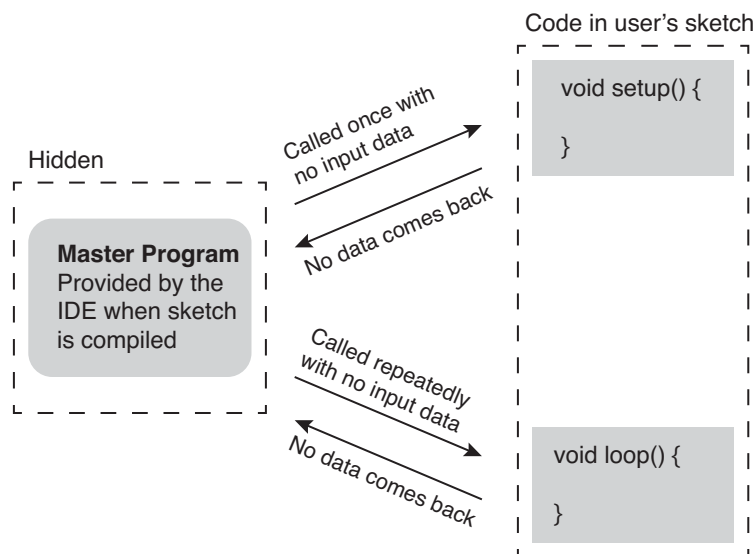 Code in user's sketch
void setup() {
}
Called once with
no input data
No data comes back
Hidden
Master Program
Provided by the
IDE when sketch
is compiled
Called repeatedly
with no input data
No data comes back
void loop() {
}